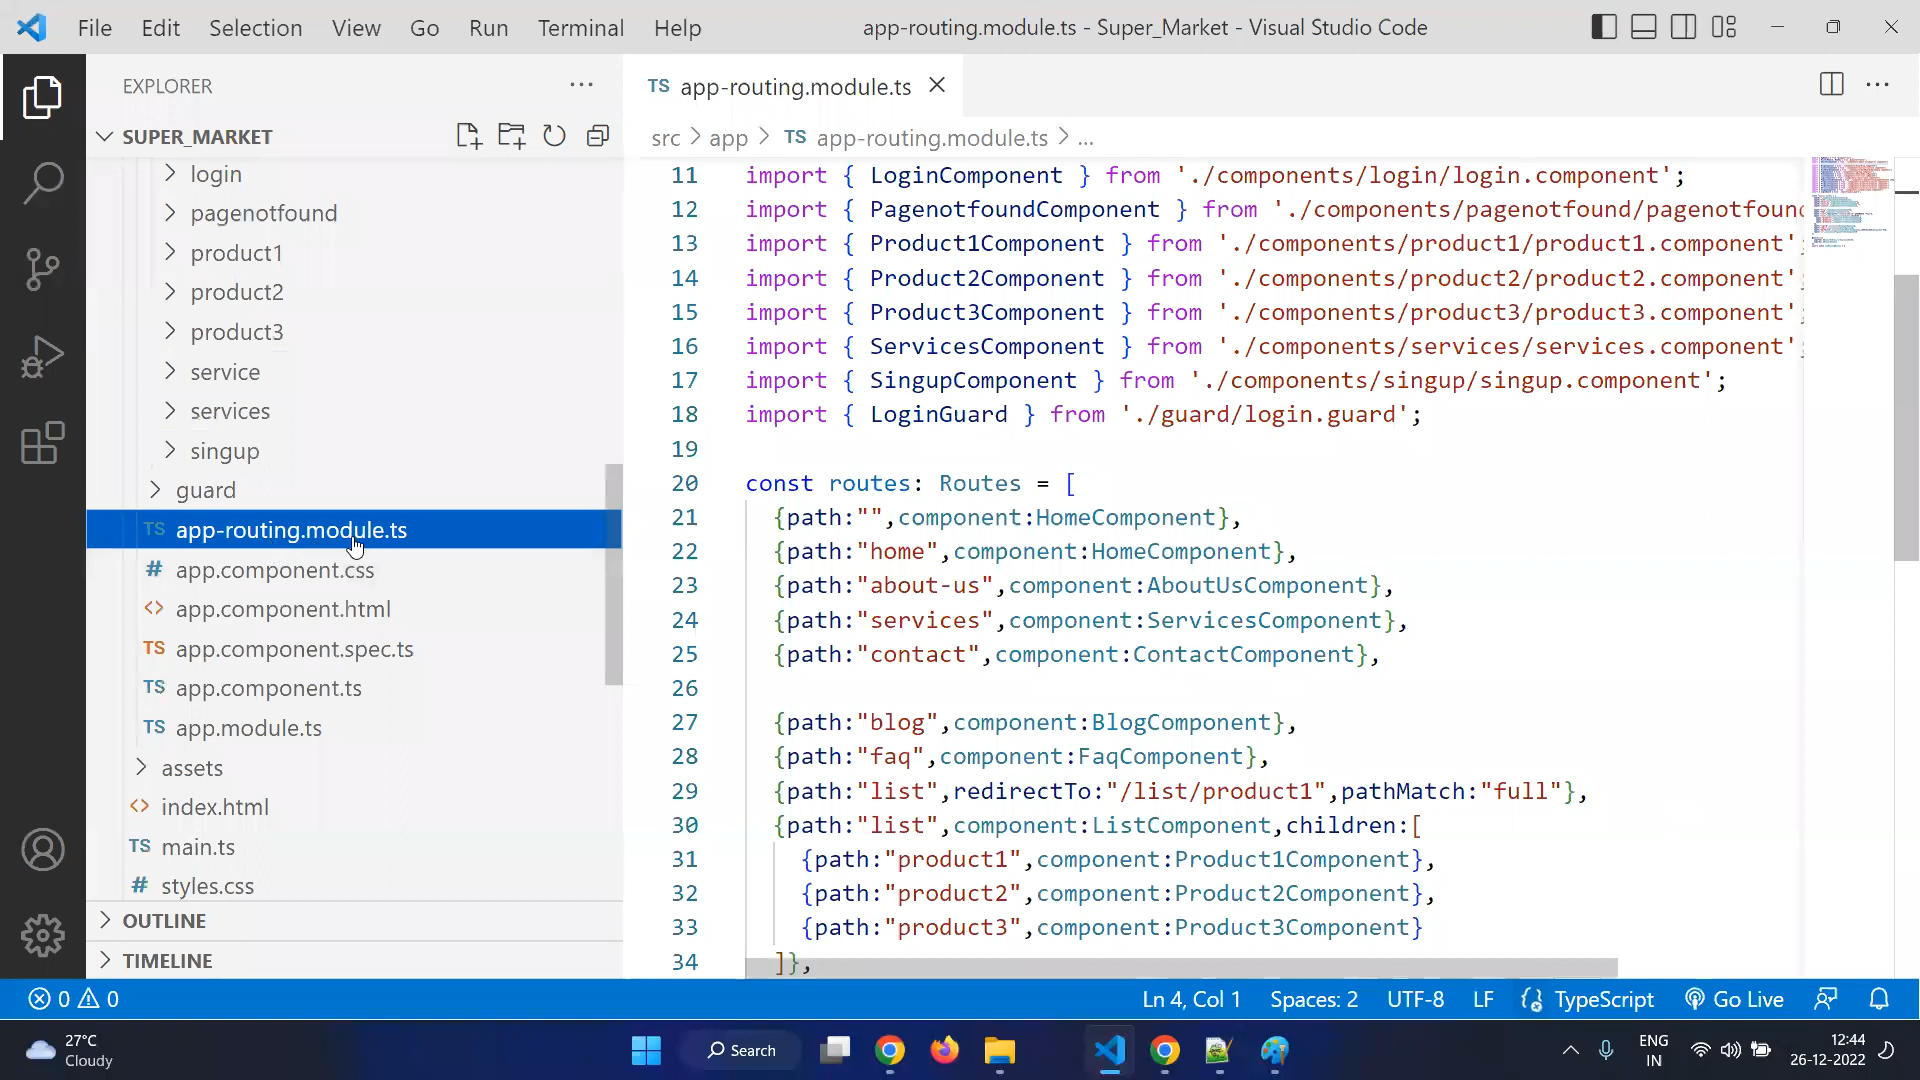 File Edit Selection View Go Run Terminal Help
app-routing.module.ts - Super_Market - Visual Studio Code
EXPLORER
SUPER_MARKET
login
pagenotfound
product1
product2
product3
service
services
singup
guard
TS app-routing.module.ts
# app.component.css
<> app.component.html
TS app.component.spec.ts
TS app.component.ts
TS app.module.ts
assets
<> index.html
TS main.ts
# styles.css
OUTLINE
TIMELINE
TS app-routing.module.ts
src > app > TS app-routing.module.ts > ...
11 import { LoginComponent } from './components/login/login.component';
12 import { PagenotfoundComponent } from './components/pagenotfound/pagenotfound
13 import { Product1Component } from './components/product1/product1.component';
14 import { Product2Component } from './components/product2/product2.component';
15 import { Product3Component } from './components/product3/product3.component';
16 import { ServicesComponent } from './components/services/services.component';
17 import { SingupComponent } from './components/singup/singup.component';
18 import { LoginGuard } from './guard/login.guard';
19
20 const routes: Routes = [
21 {path:"",component:HomeComponent},
22 {path:"home",component:HomeComponent},
23 {path:"about-us",component:AboutUsComponent},
24 {path:"services",component:ServicesComponent},
25 {path:"contact",component:ContactComponent},
26
27 {path:"blog",component:BlogComponent},
28 {path:"faq",component:FaqComponent},
29 {path:"list",redirectTo:"/list/product1",pathMatch:"full"},
30 {path:"list",component:ListComponent,children:[
31 {path:"product1",component:Product1Component},
32 {path:"product2",component:Product2Component},
33 {path:"product3",component:Product3Component}
34 ]},
0 0 Ln 4, Col 1 Spaces: 2 UTF-8 LF TypeScript Go Live
27°C
Cloudy
Search
ENG
IN
12:44
26-12-2022